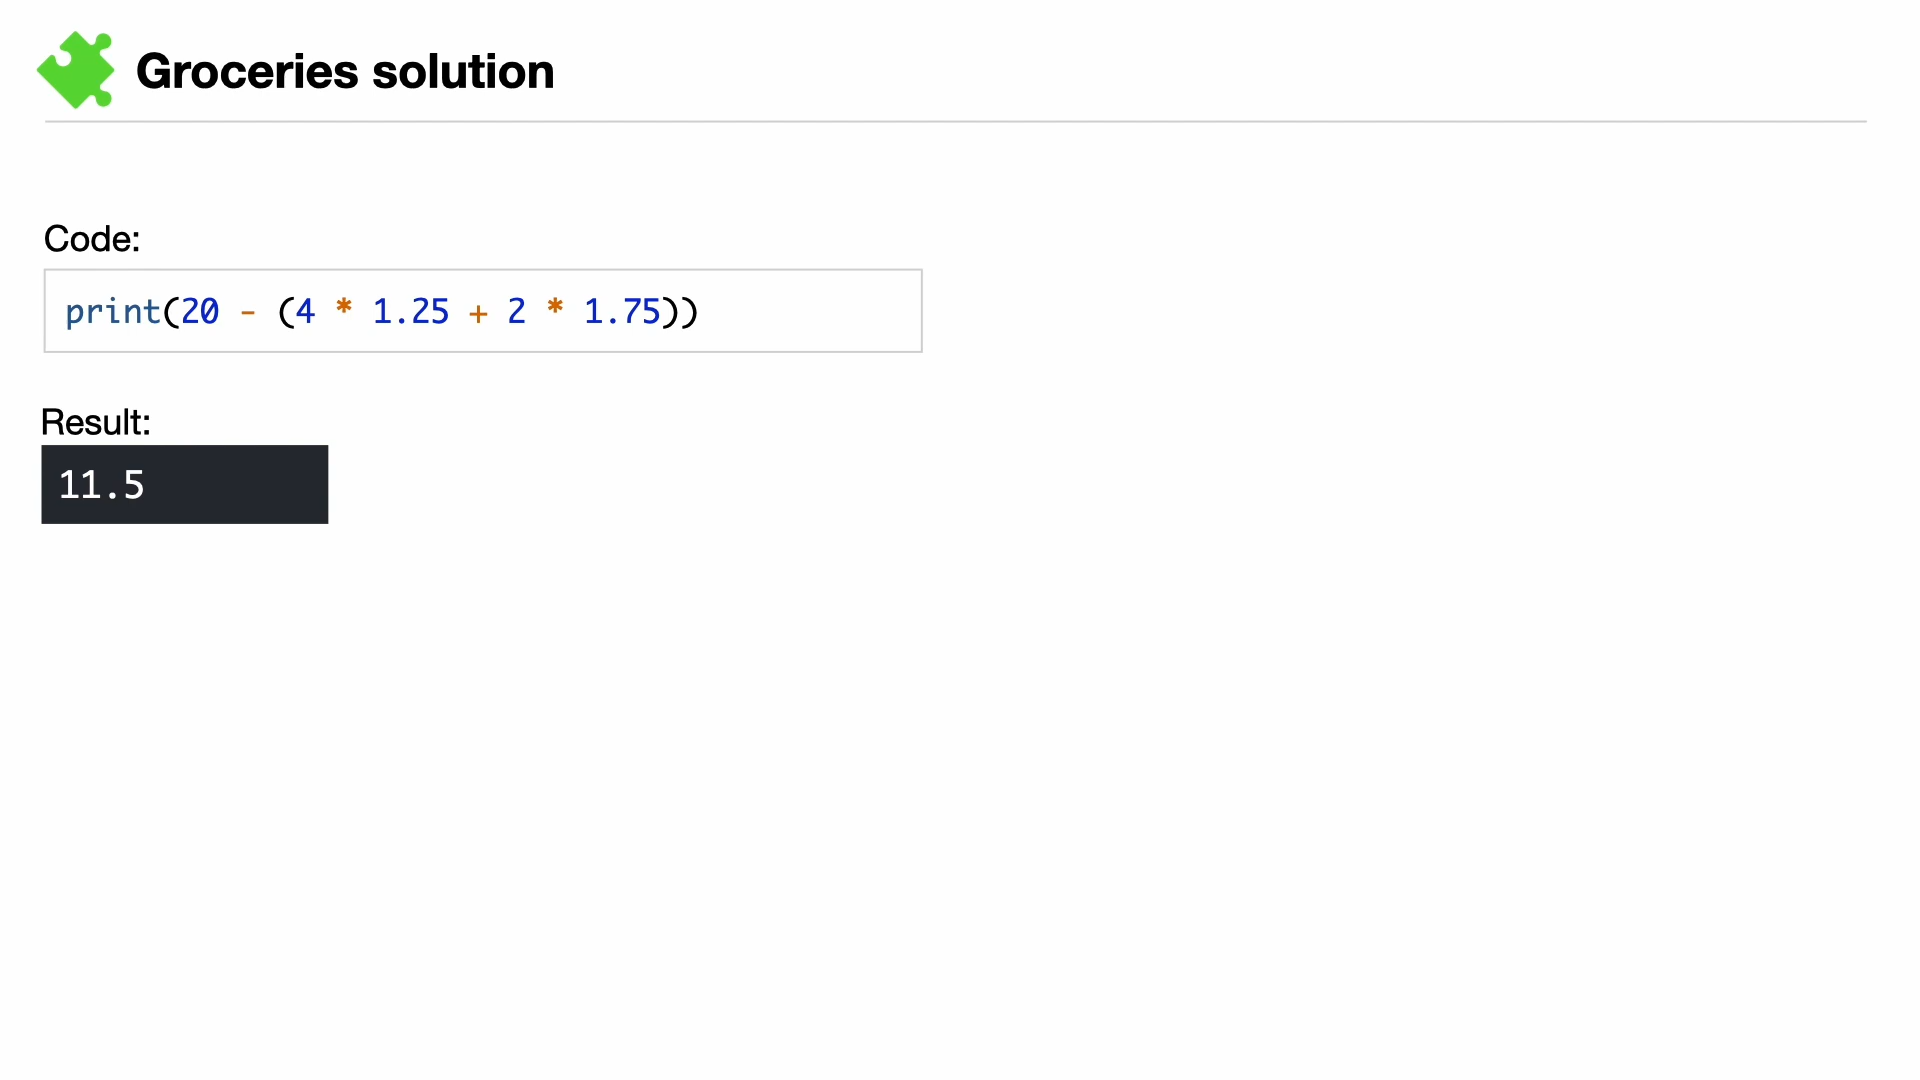 Groceries solution
Code:
print(20 - (4 * 1.25 + 2 * 1.75))
Result:
11.5